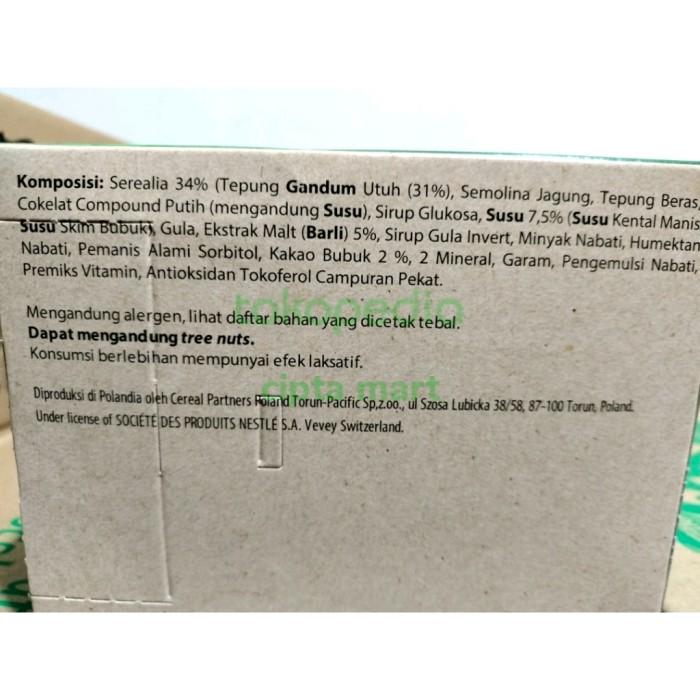 Komposisi: Serealia 34% (Tepung Gandum Utuh (31%), Semolina Jagung, Tepung Beras,
Cokelat Compound Putih (mengandung Susu), Sirup Glukosa, Susu 7,5% (Susu Kental Manis
Susu Skim Bubuk), Gula, Ekstrak Malt (Barli) 5%, Sirup Gula Invert, Minyak Nabati, Humektan
Nabati, Pemanis Alami Sorbitol, Kakao Bubuk 2 %, 2 Mineral, Garam, Pengemulsi Nabati,
Premiks Vitamin, Antioksidan Tokoferol Campuran Pekat.
tokopedia
Mengandung alergen, lihat daftar bahan yang dicetak tebal.
Dapat mengandung tree nuts.
Konsumsi berlebihan mempunyai efek laksatif.
cipta mart
Diproduksi di Polandia oleh Cereal Partners Poland Torun-Pacific Sp,z.oo., ul Szosa Lubicka 38/58, 87-100 Torun, Poland.
Under license of SOCIÉTÉ DES PRODUITS NESTLÉ S.A. Vevey Switzerland.